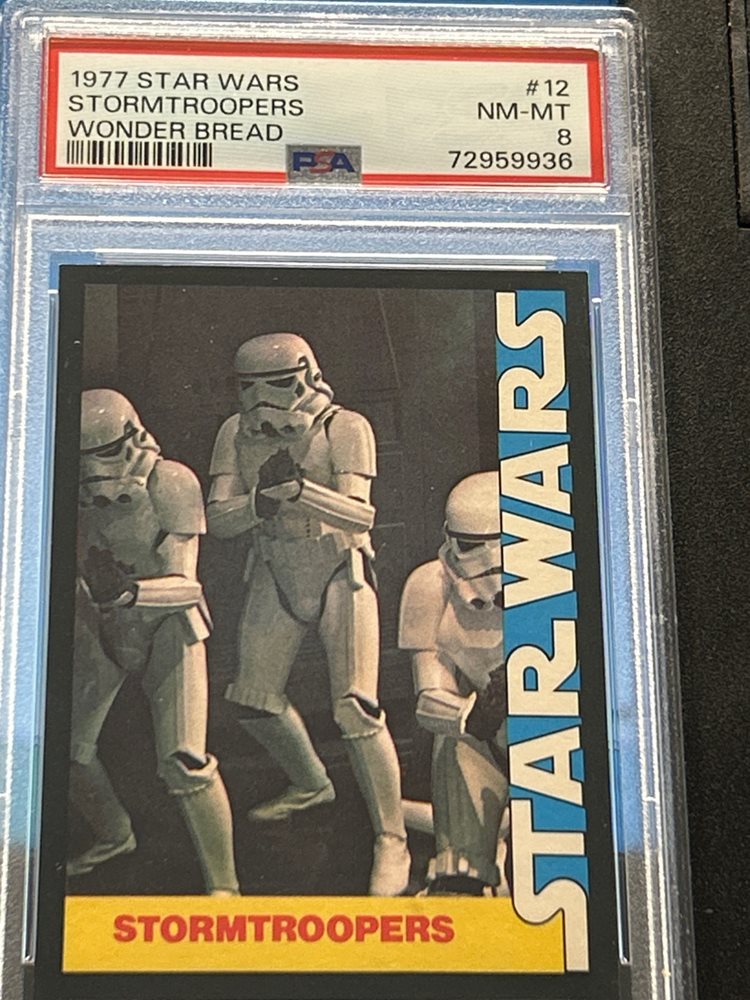 1977 STAR WARS #12
STORMTROOPERS NM-MT
WONDER BREAD 8
PSA 72959936
STAR WARS
STORMTROOPERS